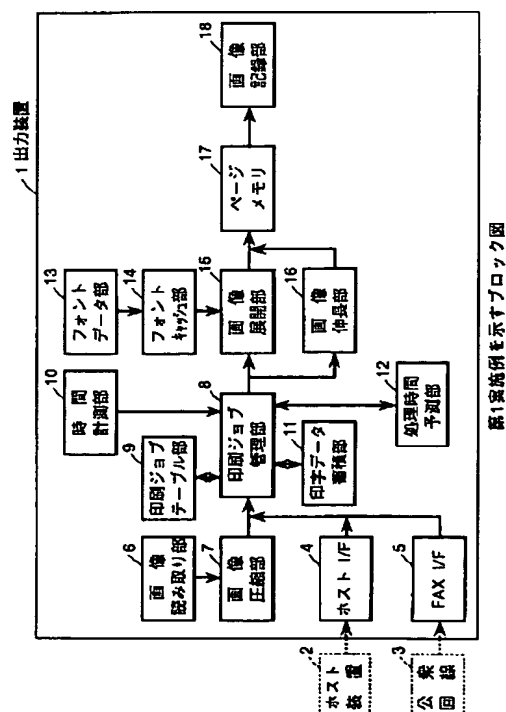 1 出力装置
2
ホスト
装置
3
公衆
回線
4
ホスト I/F
5
FAX I/F
6
画像
読み取り部
7
画像
圧縮部
8
印刷ジョブ
管理部
9
印刷ジョブ
テーブル部
10
時間
計測部
11
印字データ
蓄積部
12
処理時間
予測部
13
フォント
データ部
14
フォント
キャッシュ部
15
画像
展開部
16
画像
伸長部
17
ページ
メモリ
18
画像
記録部
第1実施例を示すブロック図